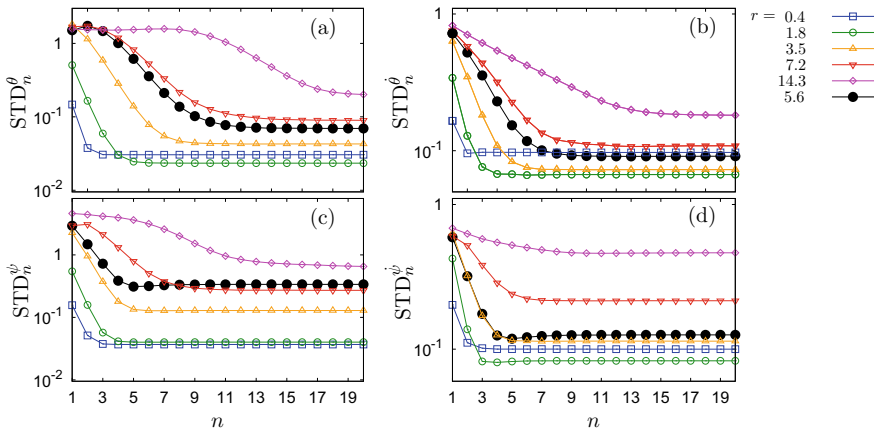 (a)
STD_n^θ
1
10^{-1}
10^{-2}
(b)
STD_n^{\dot{θ}}
1
10^{-1}
r = 0.4
1.8
3.5
7.2
14.3
5.6
(c)
STD_n^ψ
1
10^{-1}
10^{-2}
1 3 5 7 9 11 13 15 17 19
n
(d)
STD_n^{\dot{ψ}}
1
10^{-1}
1 3 5 7 9 11 13 15 17 19
n